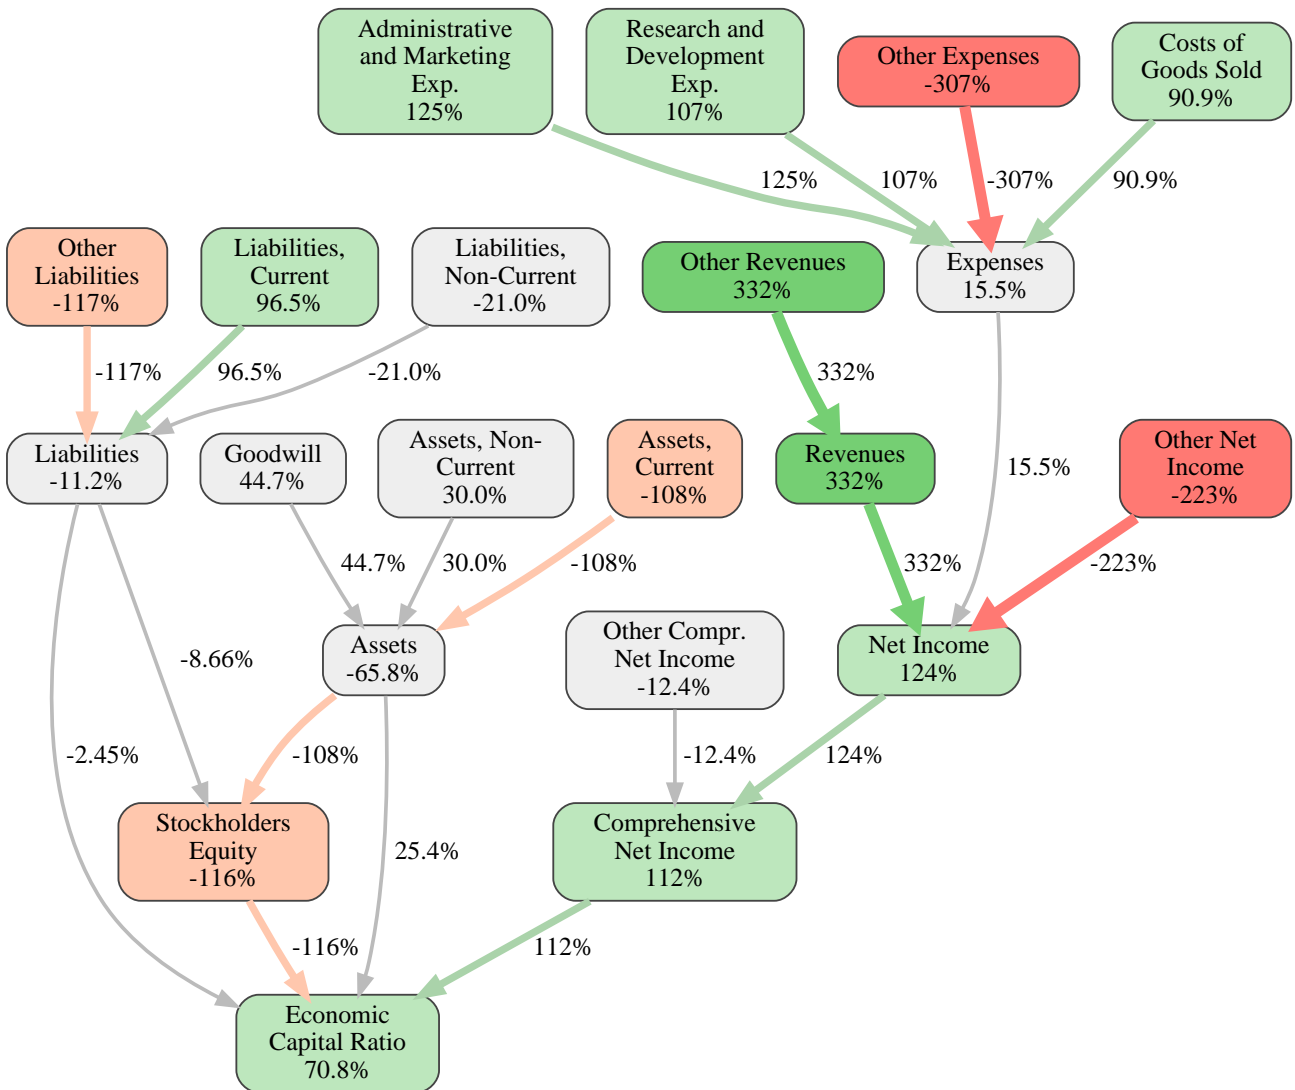 Administrative
and Marketing
Exp.
125%
Research and
Development
Exp.
107%
Other Expenses
-307%
Costs of
Goods Sold
90.9%
125%
107%
-307%
90.9%
Other
Liabilities
-117%
Liabilities,
Current
96.5%
Liabilities,
Non-Current
-21.0%
Other Revenues
332%
Expenses
15.5%
-117%
96.5%
-21.0%
332%
Liabilities
-11.2%
Goodwill
44.7%
Assets, Non-
Current
30.0%
Assets,
Current
-108%
Revenues
332%
15.5%
Other Net
Income
-223%
44.7%
30.0%
-108%
332%
-223%
-8.66%
Assets
-65.8%
Other Compr.
Net Income
-12.4%
Net Income
124%
-2.45%
-108%
-12.4%
124%
Stockholders
Equity
-116%
25.4%
Comprehensive
Net Income
112%
-116%
112%
Economic
Capital Ratio
70.8%